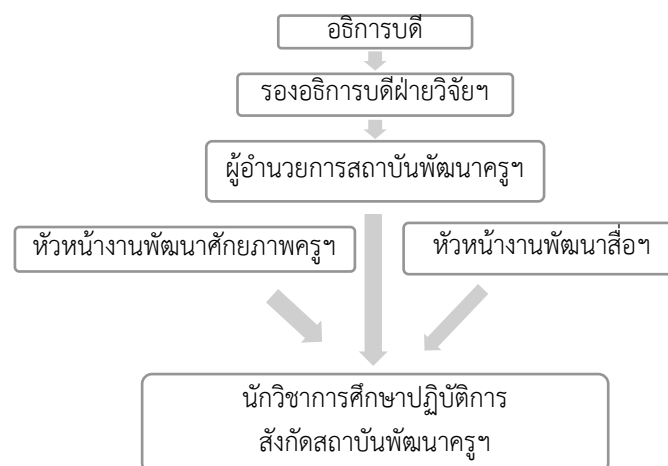 อธิการบดี
รองอธิการบดีฝ่ายวิจัยฯ
ผู้อำนวยการสถาบันพัฒนาครูฯ
หัวหน้างานพัฒนาศักยภาพครูฯ
หัวหน้างานพัฒนาสื่อฯ
นักวิชาการศึกษาปฏิบัติการ
สังกัดสถาบันพัฒนาครูฯ